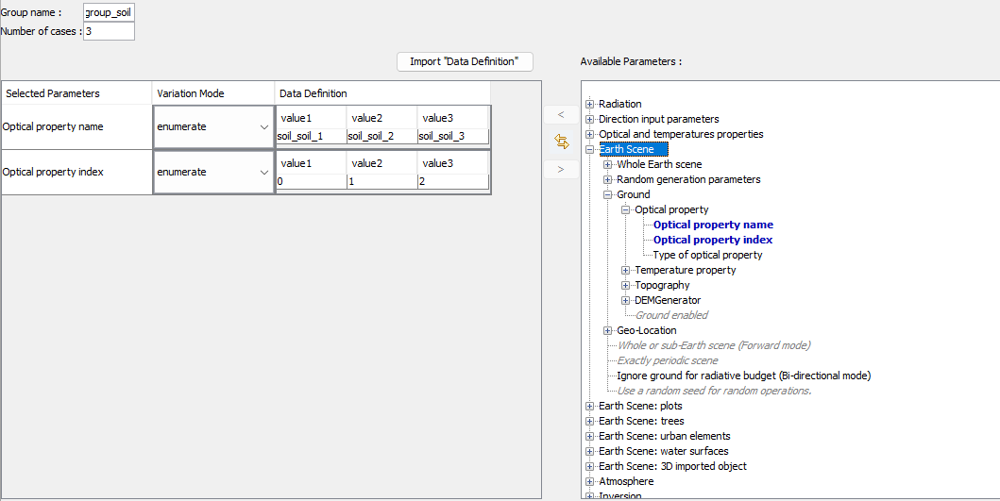 Group name : group_soil
Number of cases : 3
Import "Data Definition"
Available Parameters :
Selected Parameters Variation Mode Data Definition
Optical property name enumerate value1 value2 value3
soil_soil_1 soil_soil_2 soil_soil_3
Optical property index enumerate value1 value2 value3
0 1 2
<
>
Radiation
Direction input parameters
Optical and temperatures properties
Earth Scene
Whole Earth scene
Random generation parameters
Ground
Optical property
Optical property name
Optical property index
Type of optical property
Temperature property
Topography
DEMGenerator
Ground enabled
Geo-Location
Whole or sub-Earth scene (Forward mode)
Exactly periodic scene
Ignore ground for radiative budget (Bi-directional mode)
Use a random seed for random operations.
Earth Scene: plots
Earth Scene: trees
Earth Scene: urban elements
Earth Scene: water surfaces
Earth Scene: 3D imported object
Atmosphere
Inversion